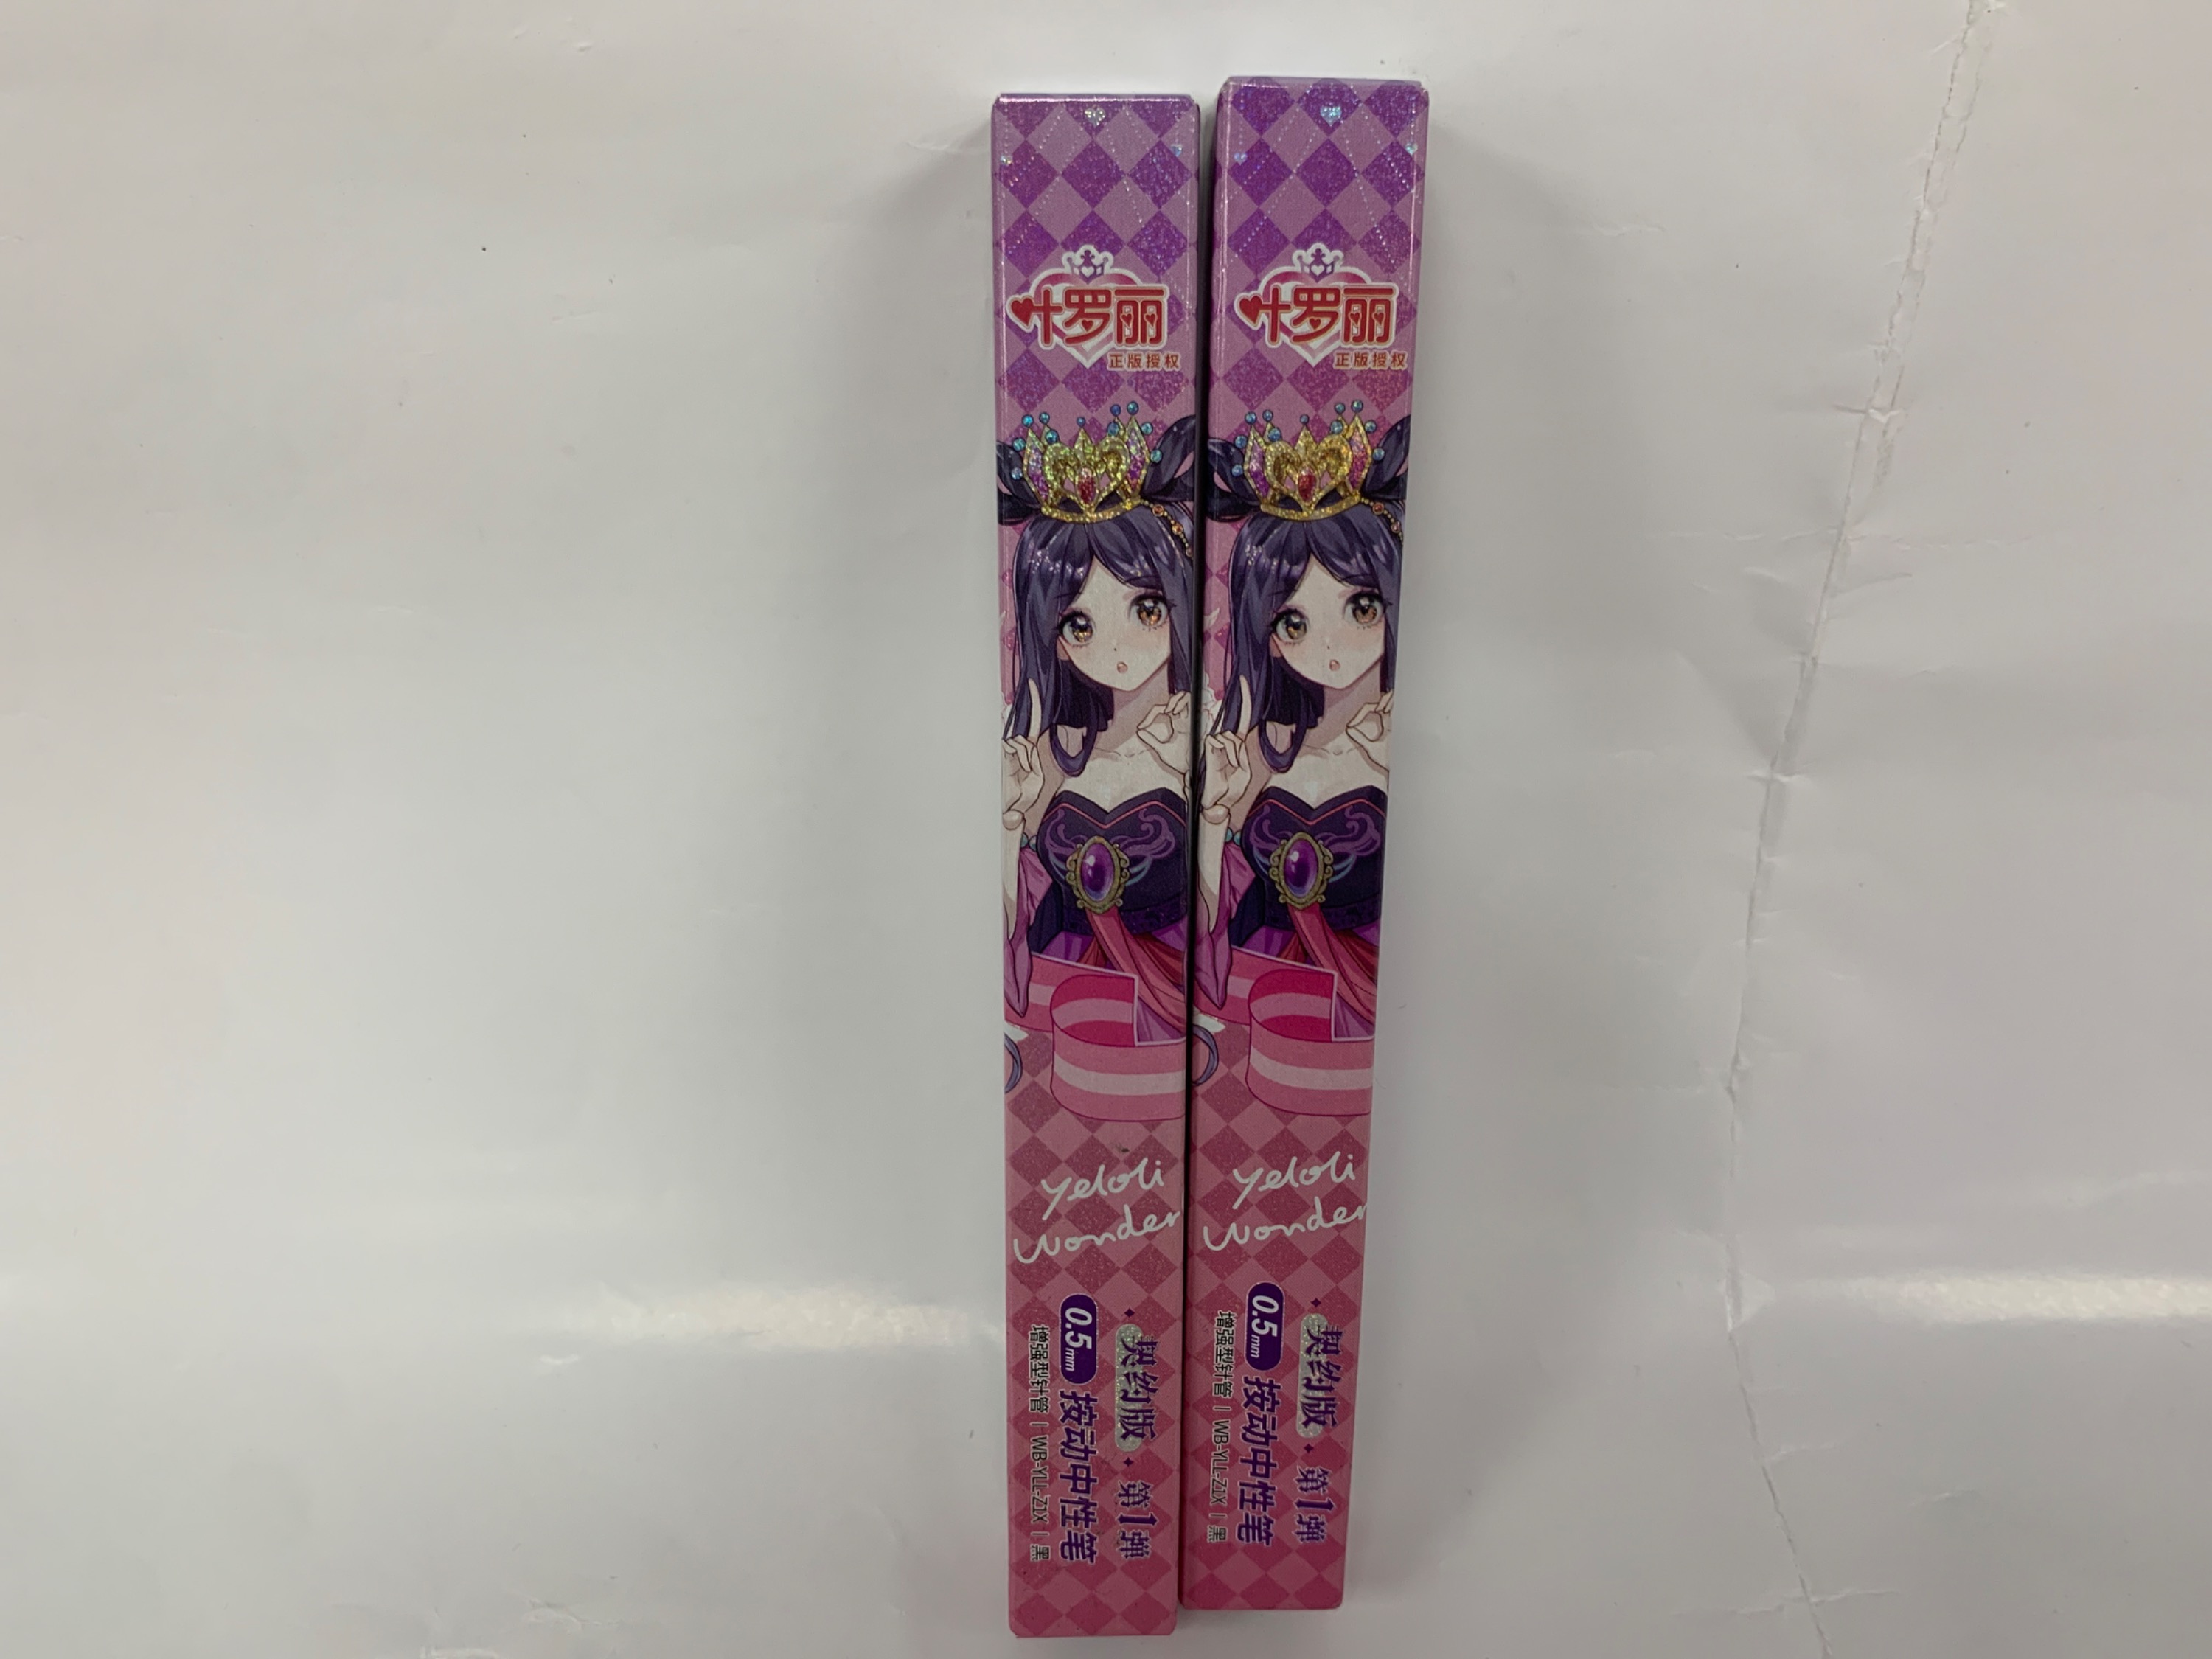 叶罗丽
正版授权
Yeloli
Wonder
契约版 · 第1弹
0.5mm 按动中性笔
增强型针管 | WB-YLL-Z1X | 黑
叶罗丽
正版授权
Yeloli
Wonder
契约版 · 第1弹
0.5mm 按动中性笔
增强型针管 | WB-YLL-Z1X | 黑